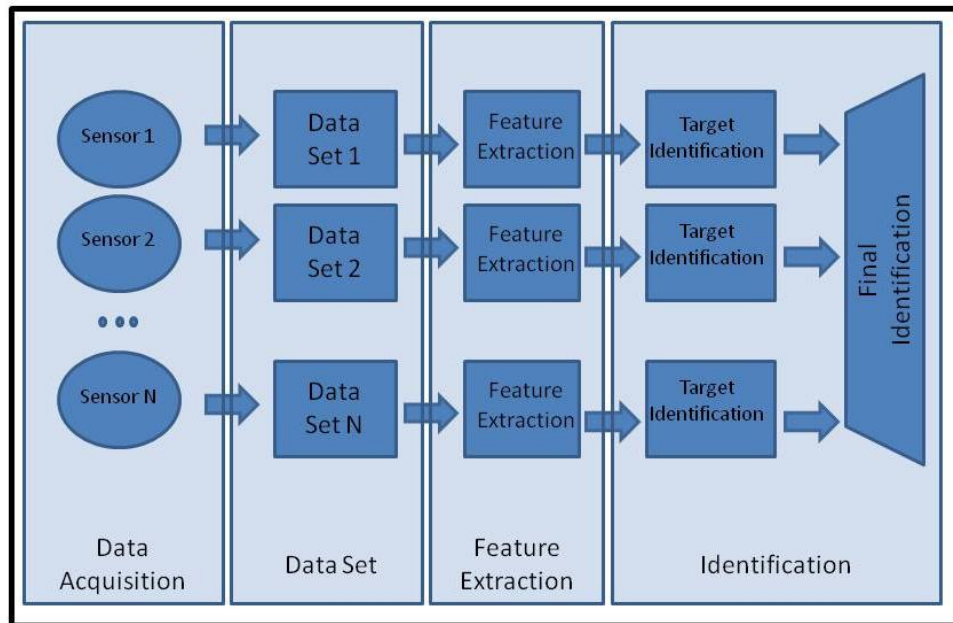 Sensor 1
Data
Set 1
Feature
Extraction
Target
Identification
Sensor 2
Data
Set 2
Feature
Extraction
Target
Identification
Final
Identification
Sensor N
Data
Set N
Feature
Extraction
Target
Identification
Data
Acquisition
Data Set
Feature
Extraction
Identification